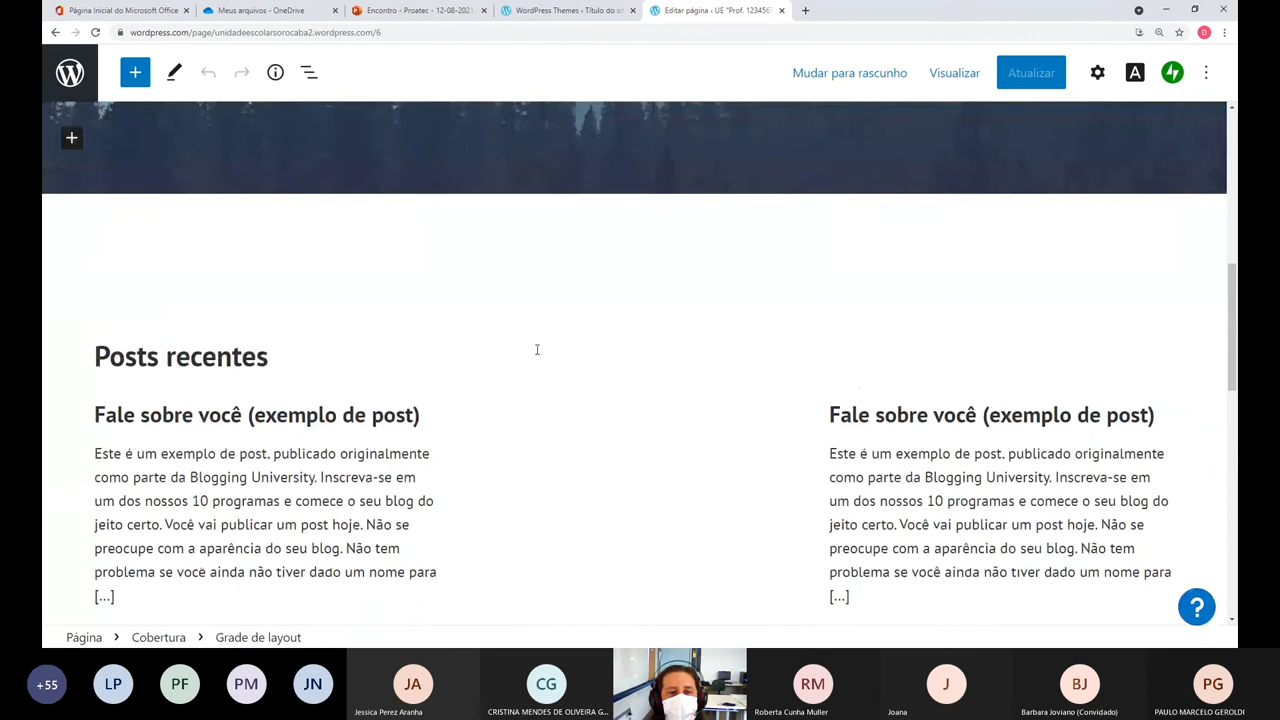 Página Inicial do Microsoft Office
Meus arquivos - OneDrive
Encontro - Proatec - 12-08-2021
WordPress Themes ‹ Título do si
Editar página ‹ UE "Prof. 123456
wordpress.com/page/unidadeescolarsorocaba2.wordpress.com/6
D
Mudar para rascunho
Visualizar
Atualizar
A
Posts recentes
Fale sobre você (exemplo de post)
Este é um exemplo de post, publicado originalmente
como parte da Blogging University. Inscreva-se em
um dos nossos 10 programas e comece o seu blog do
jeito certo. Você vai publicar um post hoje. Não se
preocupe com a aparência do seu blog. Não tem
problema se você ainda não tiver dado um nome para
[...]
Fale sobre você (exemplo de post)
Este é um exemplo de post, publicado originalmente
como parte da Blogging University. Inscreva-se em
um dos nossos 10 programas e comece o seu blog do
jeito certo. Você vai publicar um post hoje. Não se
preocupe com a aparência do seu blog. Não tem
problema se você ainda não tiver dado um nome para
[...]
?
Página > Cobertura > Grade de layout
+55
LP
PF
PM
JN
JA
CG
RM
J
BJ
PG
Jessica Perez Aranha
CRISTINA MENDES DE OLIVEIRA G...
Roberta Cunha Muller
Joana
Barbara Joviano (Convidado)
PAULO MARCELO GEROLDI